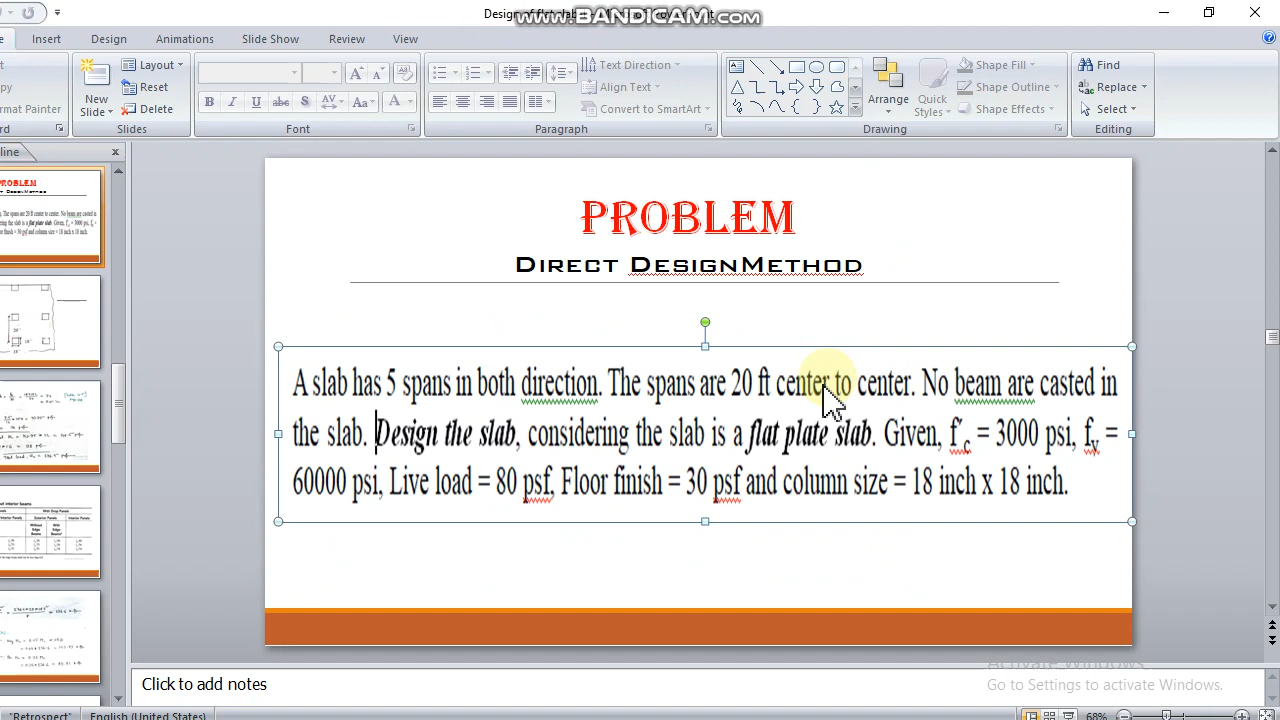 Design of flat slab
www.BANDICAM.com
Insert Design Animations Slide Show Review View
Layout
Reset
New Slide
Delete
Format Painter
Slides
Font
Text Direction
Align Text
Convert to SmartArt
Paragraph
Arrange
Quick Styles
Shape Fill
Shape Outline
Shape Effects
Drawing
Find
Replace
Select
Editing
PROBLEM
Direct DesignMethod
A slab has 5 spans in both direction. The spans are 20 ft center to center. No beam are casted in
the slab. Design the slab, considering the slab is a flat plate slab. Given, f′c = 3000 psi, fy =
60000 psi, Live load = 80 psf, Floor finish = 30 psf and column size = 18 inch x 18 inch.
Click to add notes
Activate Windows
Go to Settings to activate Windows.
"Retrospect" English (United States) 68%